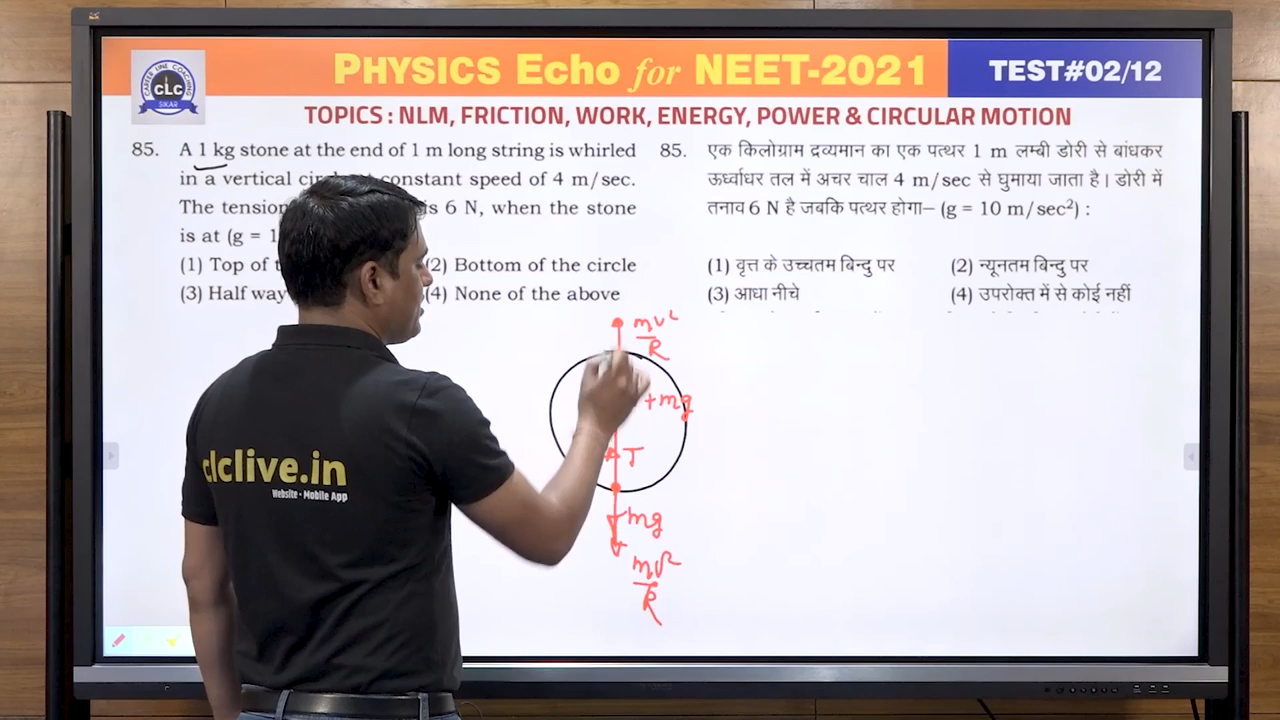 PHYSICS Echo for NEET-2021
TEST#02/12
CAREER LINE COACHING
CLC
SIKAR
TOPICS : NLM, FRICTION, WORK, ENERGY, POWER & CIRCULAR MOTION
85. A 1 kg stone at the end of 1 m long string is whirled
in a vertical constant speed of 4 m/sec.
The tension is 6 N, when the stone
is at (g = 1
(1) Top of
(2) Bottom of the circle
(3) Half way
(4) None of the above
85. एक किलोग्राम द्रव्यमान का एक पत्थर 1 m लम्बी डोरी से बांधकर
ऊर्ध्वाधर तल में अचर चाल 4 m/sec से घुमाया जाता है। डोरी में
तनाव 6 N है जबकि पत्थर होगा– (g = 10 m/sec²) :
(1) वृत्त के उच्चतम बिन्दु पर
(2) न्यूनतम बिन्दु पर
(3) आधा नीचे
(4) उपरोक्त में से कोई नहीं
mv²
R
+mg
T
mg
mv²
R
clclive.in
Website • Mobile App